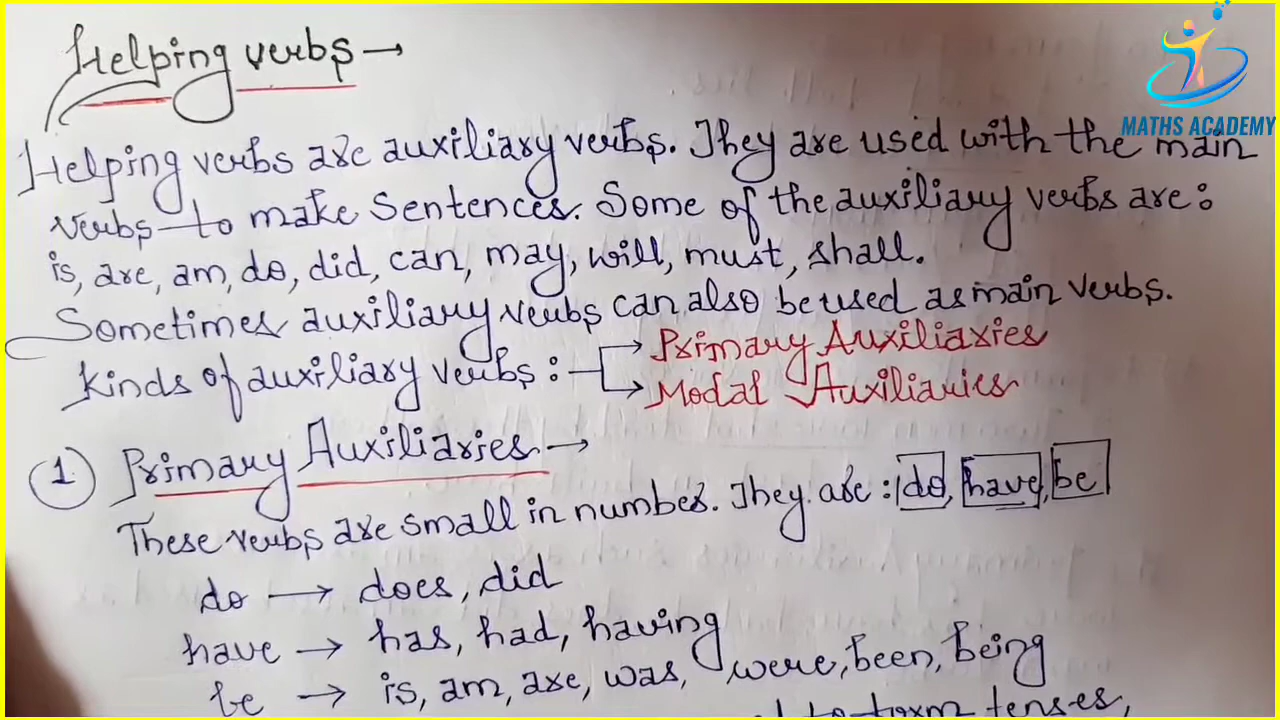 Helping verbs →
MATHS ACADEMY
Helping verbs are auxiliary verbs. They are used with the main
verbs to make Sentences. Some of the auxiliary verbs are:
is, are, am, do, did, can, may, will, must, shall.
Sometimes auxiliary verbs can also be used as main verbs.
Kinds of auxiliary verbs :- → Primary Auxiliaries
→ Modal Auxiliaries
1 Primary Auxiliaries →
These verbs are small in number. They are : do, have, be
do → does, did
have → has, had, having
be → is, am, are, was, were, been, being
to form tenses,